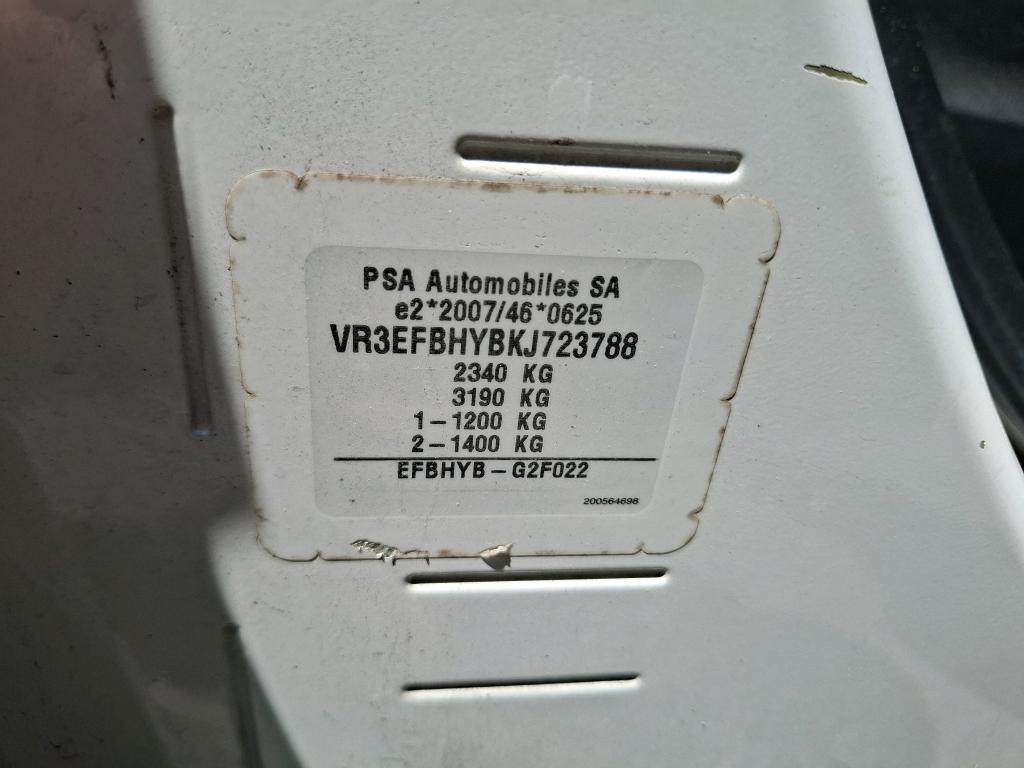 PSA Automobiles SA
e2*2007/46*0625
VR3EFBHYBKJ723788
2340 KG
3190 KG
1-1200 KG
2-1400 KG
EFBHYB-G2F022
200564698